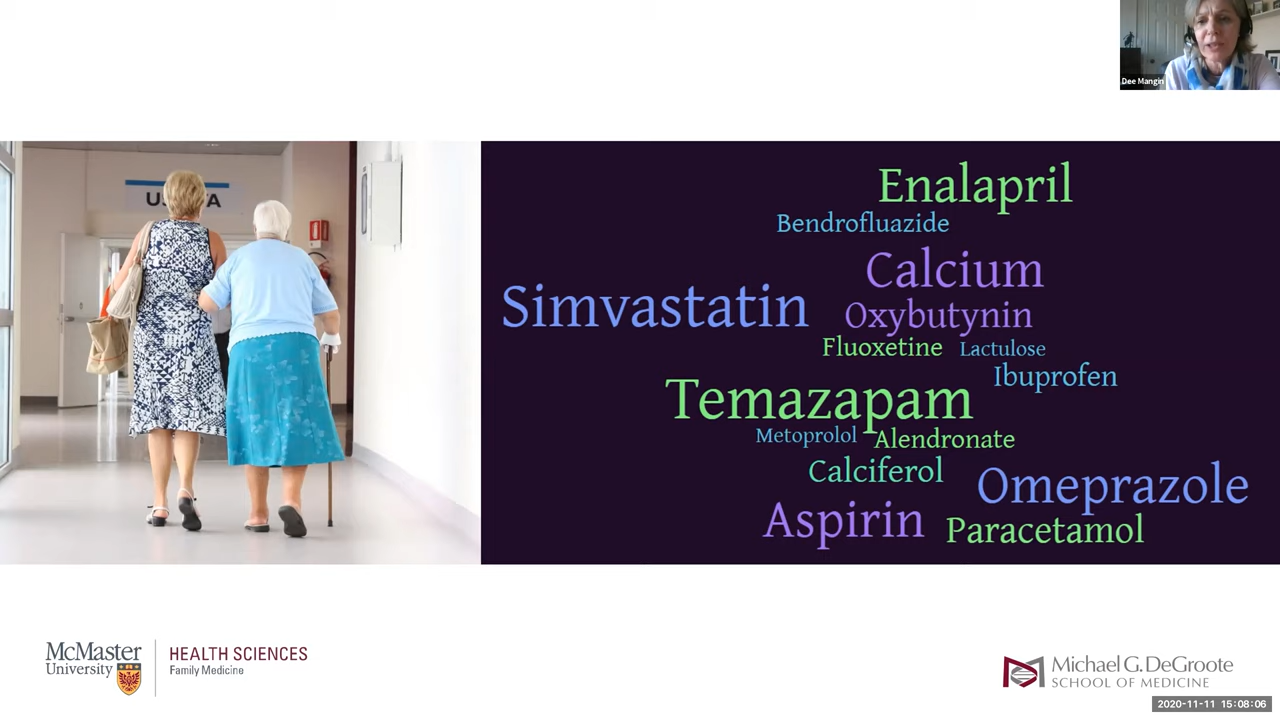 Dee Mangin
Enalapril
Bendrofluazide
Calcium
Simvastatin
Oxybutynin
Fluoxetine Lactulose
Ibuprofen
Temazapam
Metoprolol Alendronate
Calciferol
Omeprazole
Aspirin
Paracetamol
McMaster
University
HEALTH SCIENCES
Family Medicine
Michael G. DeGroote
SCHOOL OF MEDICINE
2020-11-11 15:08:06